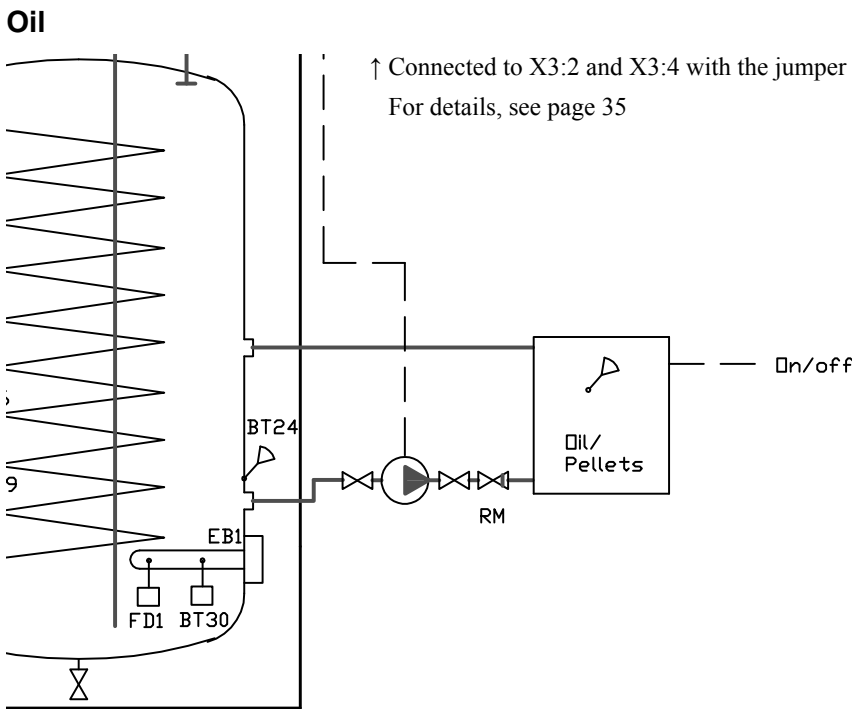 Oil
↑ Connected to X3:2 and X3:4 with the jumper
For details, see page 35
On/off
Oil/
Pellets
BT24
9
RM
EB1
FD1 BT30